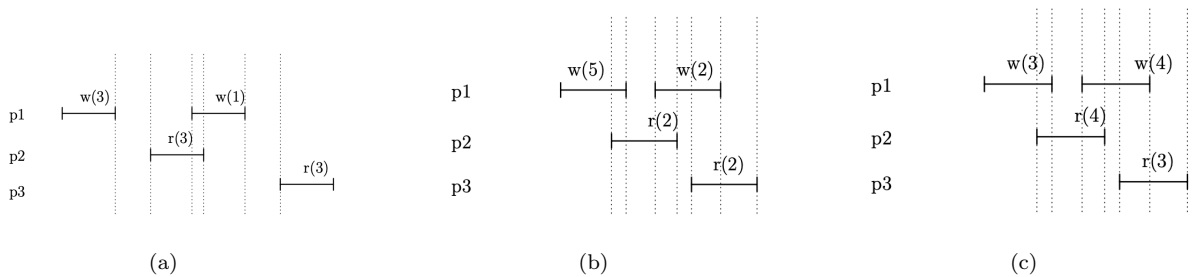 w(3) w(1)
p1
r(3)
p2
r(3)
p3
(a)
w(5) w(2)
p1
r(2)
p2
r(2)
p3
(b)
w(3) w(4)
p1
r(4)
p2
r(3)
p3
(c)